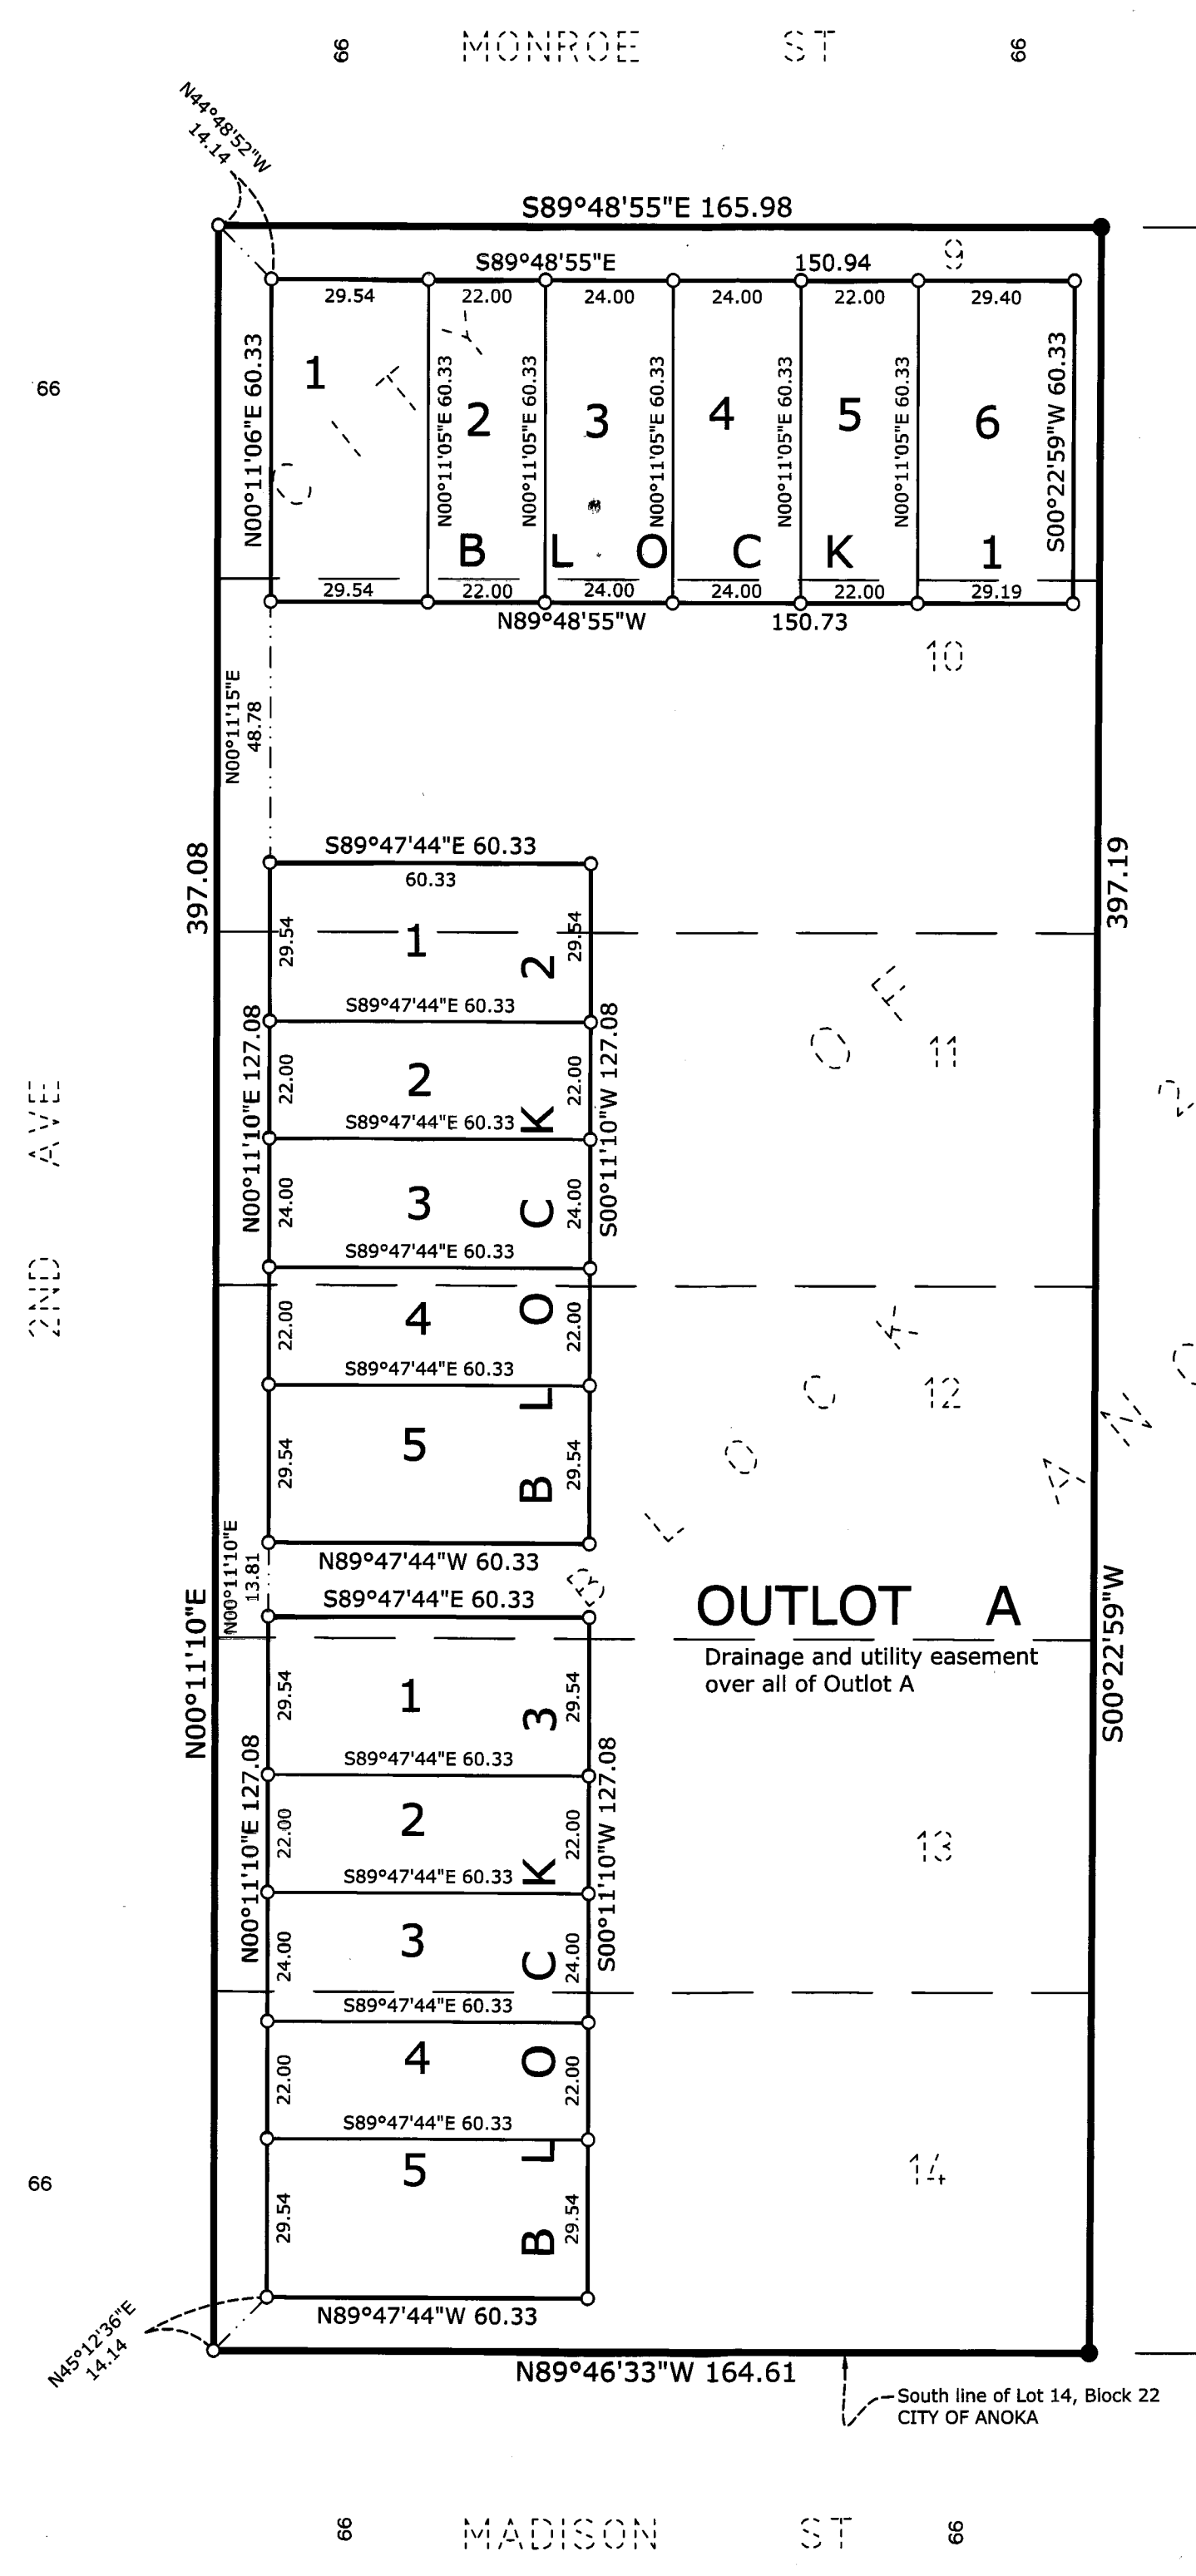 66 MONROE ST 66
N44°48'52"W
14.14
S89°48'55"E 165.98
9
S89°48'55"E 150.94
29.54 22.00 24.00 24.00 22.00 29.40
66
N00°11'06"E 60.33
1
N00°11'05"E 60.33
2
N00°11'05"E 60.33
3
N00°11'05"E 60.33
4
N00°11'05"E 60.33
5
N00°11'05"E 60.33
6
S00°22'59"W 60.33
C I T Y
BLOCK 1
29.54 22.00 24.00 24.00 22.00 29.19
N89°48'55"W 150.73
10
N00°11'15"E
48.78
397.08
397.19
S89°47'44"E 60.33
60.33
29.54 1 29.54
S89°47'44"E 60.33
22.00 2 22.00
S89°47'44"E 60.33
24.00 3 24.00
S89°47'44"E 60.33
22.00 4 22.00
S89°47'44"E 60.33
29.54 5 29.54
BLOCK 2
N00°11'10"E 127.08
S00°11'10"W 127.08
2ND AVE
OF
11
2
BLOCK
12
A N O
N89°47'44"W 60.33
N00°11'10"E
13.81
S89°47'44"E 60.33
OUTLOT A
Drainage and utility easement
over all of Outlot A
N00°11'10"E
S00°22'59"W
29.54 1 29.54
S89°47'44"E 60.33
22.00 2 22.00
S89°47'44"E 60.33
24.00 3 24.00
S89°47'44"E 60.33
22.00 4 22.00
S89°47'44"E 60.33
29.54 5 29.54
BLOCK 3
N00°11'10"E 127.08
S00°11'10"W 127.08
13
14
66
N89°47'44"W 60.33
N45°12'36"E
14.14
N89°46'33"W 164.61
South line of Lot 14, Block 22
CITY OF ANOKA
66 MADISON ST 66